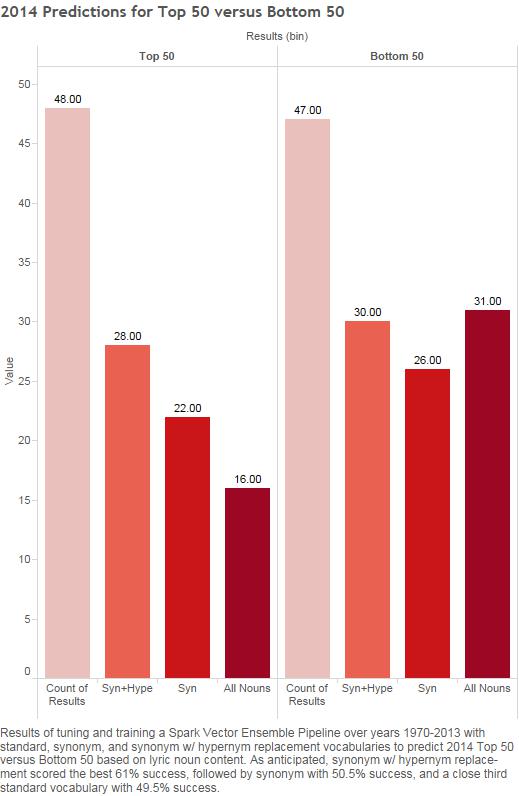 2014 Predictions for Top 50 versus Bottom 50
Results (bin)
Top 50
Bottom 50
50
45
40
35
30
25
20
15
10
5
0
Value
48.00
28.00
22.00
16.00
47.00
30.00
26.00
31.00
Count of
Results
Syn+Hype
Syn
All Nouns
Count of
Results
Syn+Hype
Syn
All Nouns
Results of tuning and training a Spark Vector Ensemble Pipeline over years 1970-2013 with
standard, synonym, and synonym w/ hypernym replacement vocabularies to predict 2014 Top 50
versus Bottom 50 based on lyric noun content. As anticipated, synonym w/ hypernym replace-
ment scored the best 61% success, followed by synonym with 50.5% success, and a close third
standard vocabulary with 49.5% success.